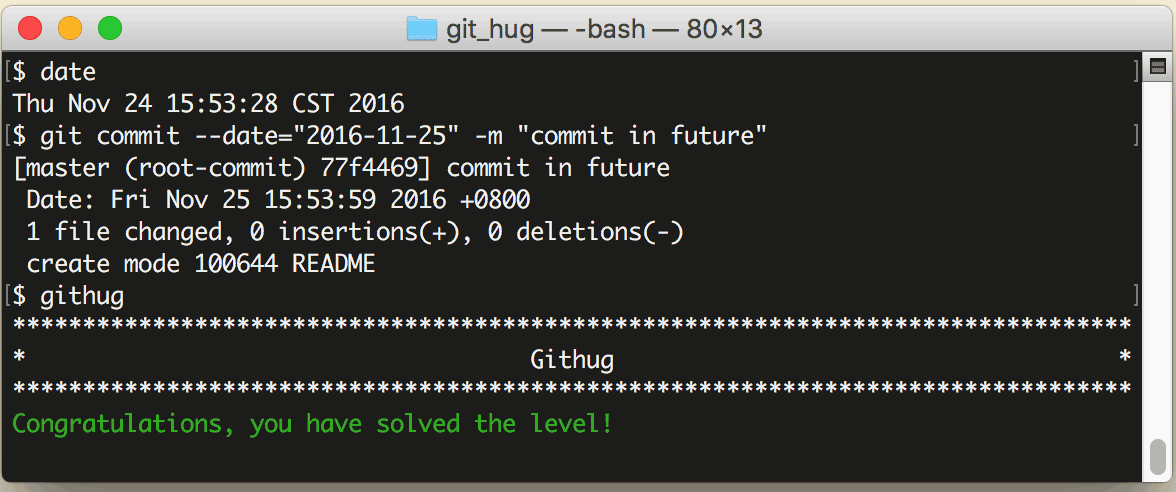 git_hug — -bash — 80×13
[$ date ]
Thu Nov 24 15:53:28 CST 2016
[$ git commit --date="2016-11-25" -m "commit in future" ]
[master (root-commit) 77f4469] commit in future
 Date: Fri Nov 25 15:53:59 2016 +0800
 1 file changed, 0 insertions(+), 0 deletions(-)
 create mode 100644 README
[$ githug ]
********************************************************************************
*                                    Githug                                    *
********************************************************************************
Congratulations, you have solved the level!